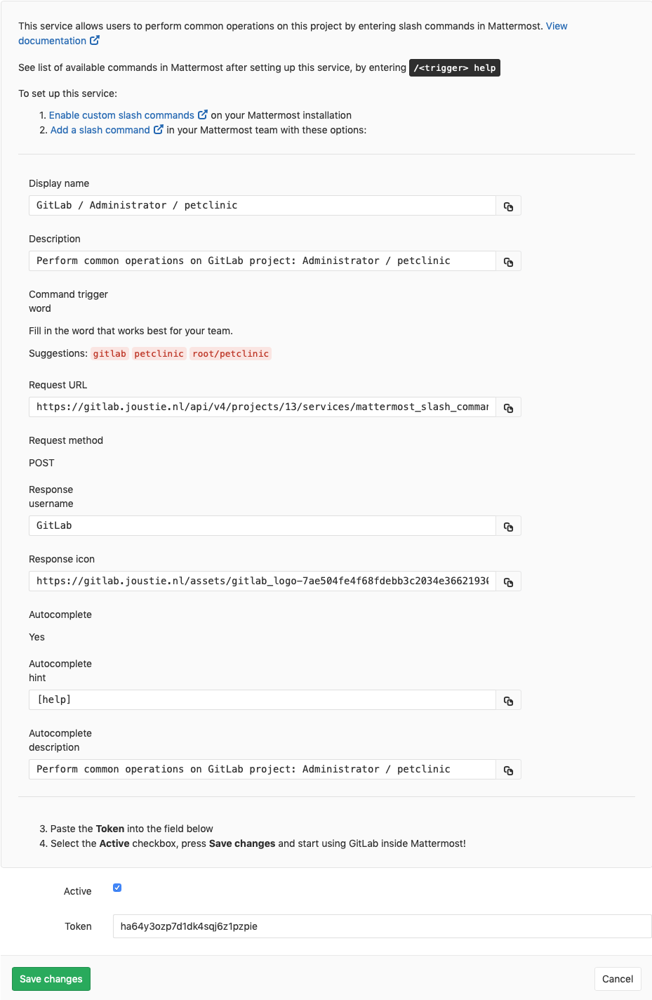 This service allows users to perform common operations on this project by entering slash commands in Mattermost. View
documentation
See list of available commands in Mattermost after setting up this service, by entering /<trigger> help
To set up this service:
1. Enable custom slash commands on your Mattermost installation
2. Add a slash command in your Mattermost team with these options:
Display name
GitLab / Administrator / petclinic
Description
Perform common operations on GitLab project: Administrator / petclinic
Command trigger
word
Fill in the word that works best for your team.
Suggestions: gitlab petclinic root/petclinic
Request URL
https://gitlab.joustie.nl/api/v4/projects/13/services/mattermost_slash_comman
Request method
POST
Response
username
GitLab
Response icon
https://gitlab.joustie.nl/assets/gitlab_logo-7ae504fe4f68fdebb3c2034e3662193
Autocomplete
Yes
Autocomplete
hint
[help]
Autocomplete
description
Perform common operations on GitLab project: Administrator / petclinic
3. Paste the Token into the field below
4. Select the Active checkbox, press Save changes and start using GitLab inside Mattermost!
Active
Token
ha64y3ozp7d1dk4sqj6z1pzpie
Save changes
Cancel